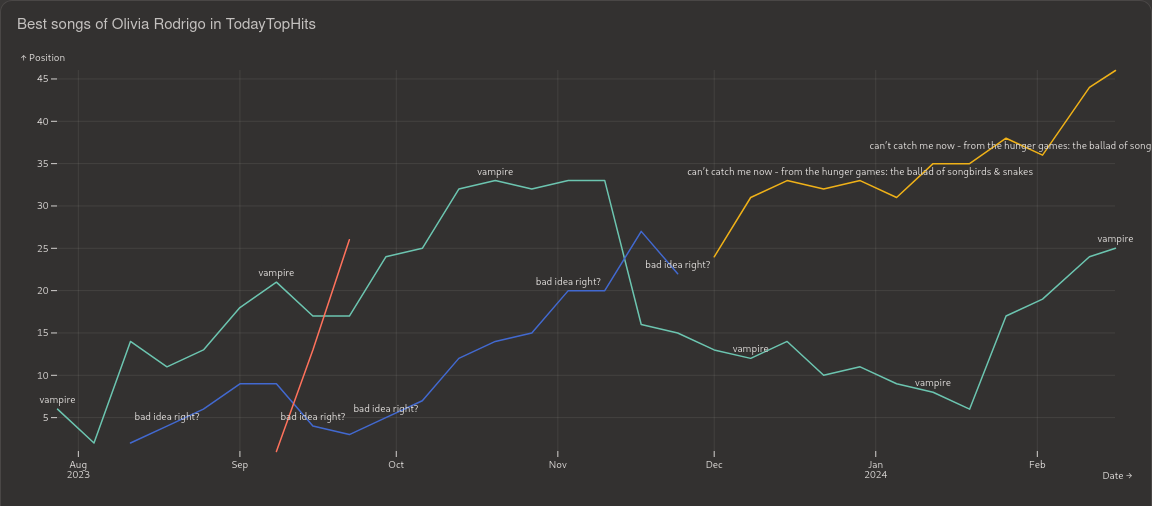 Best songs of Olivia Rodrigo in TodayTopHits
↑ Position
45
can't catch me now - from the hunger games: the ballad of song
40
35
can't catch me now - from the hunger games: the ballad of songbirds & snakes
vampire
30
vampire
25
bad idea right?
vampire
bad idea right?
20
15
vampire
10
vampire
vampire
bad idea right?
5
bad idea right?
bad idea right?
Aug
2023
Sep
Oct
Nov
Dec
Jan
2024
Feb
Date →